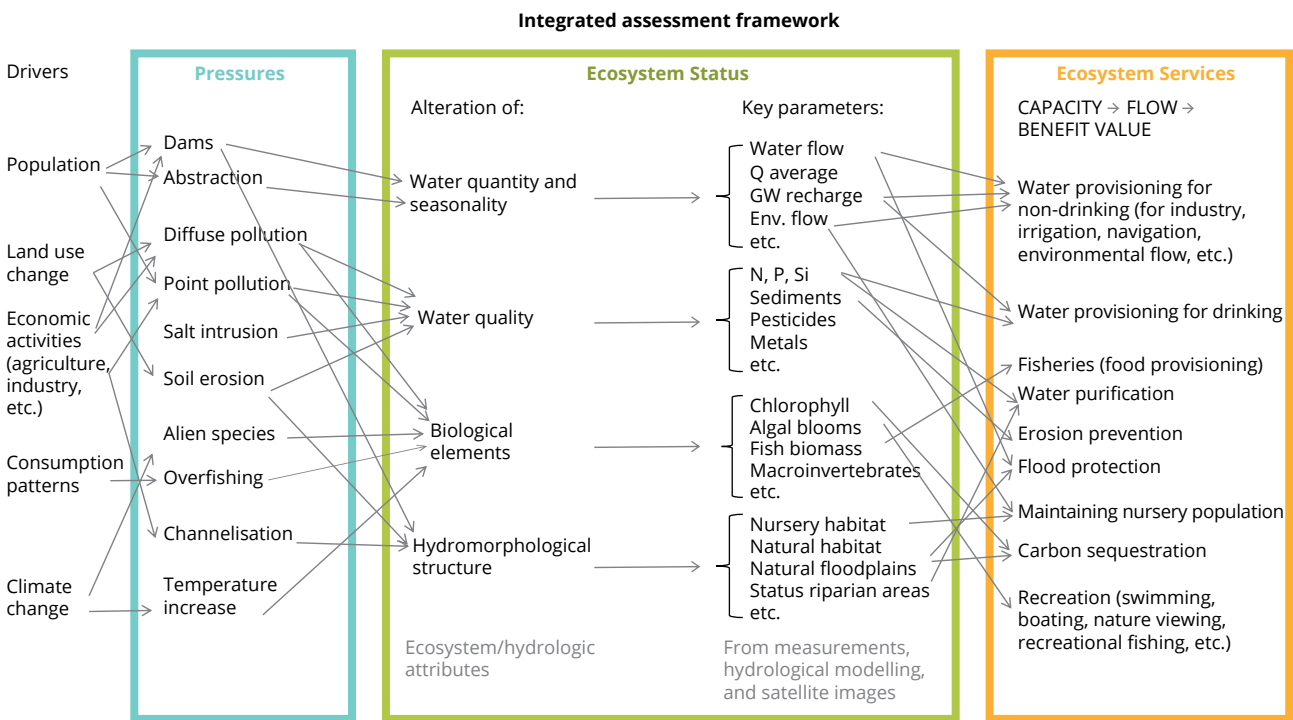 Integrated assessment framework
Drivers
Population
Land use
change
Economic
activities
(agriculture,
industry,
etc.)
Consumption
patterns
Climate
change
Pressures
Dams
Abstraction
Diffuse pollution
Point pollution
Salt intrusion
Soil erosion
Alien species
Overfishing
Channelisation
Temperature
increase
Ecosystem Status
Alteration of:
Water quantity and
seasonality
Water quality
Biological
elements
Hydromorphological
structure
Ecosystem/hydrologic
attributes
Key parameters:
Water flow
Q average
GW recharge
Env. flow
etc.
N, P, Si
Sediments
Pesticides
Metals
etc.
Chlorophyll
Algal blooms
Fish biomass
Macroinvertebrates
etc.
Nursery habitat
Natural habitat
Natural floodplains
Status riparian areas
etc.
From measurements,
hydrological modelling,
and satellite images
Ecosystem Services
CAPACITY → FLOW →
BENEFIT VALUE
Water provisioning for
non-drinking (for industry,
irrigation, navigation,
environmental flow, etc.)
Water provisioning for drinking
Fisheries (food provisioning)
Water purification
Erosion prevention
Flood protection
Maintaining nursery population
Carbon sequestration
Recreation (swimming,
boating, nature viewing,
recreational fishing, etc.)